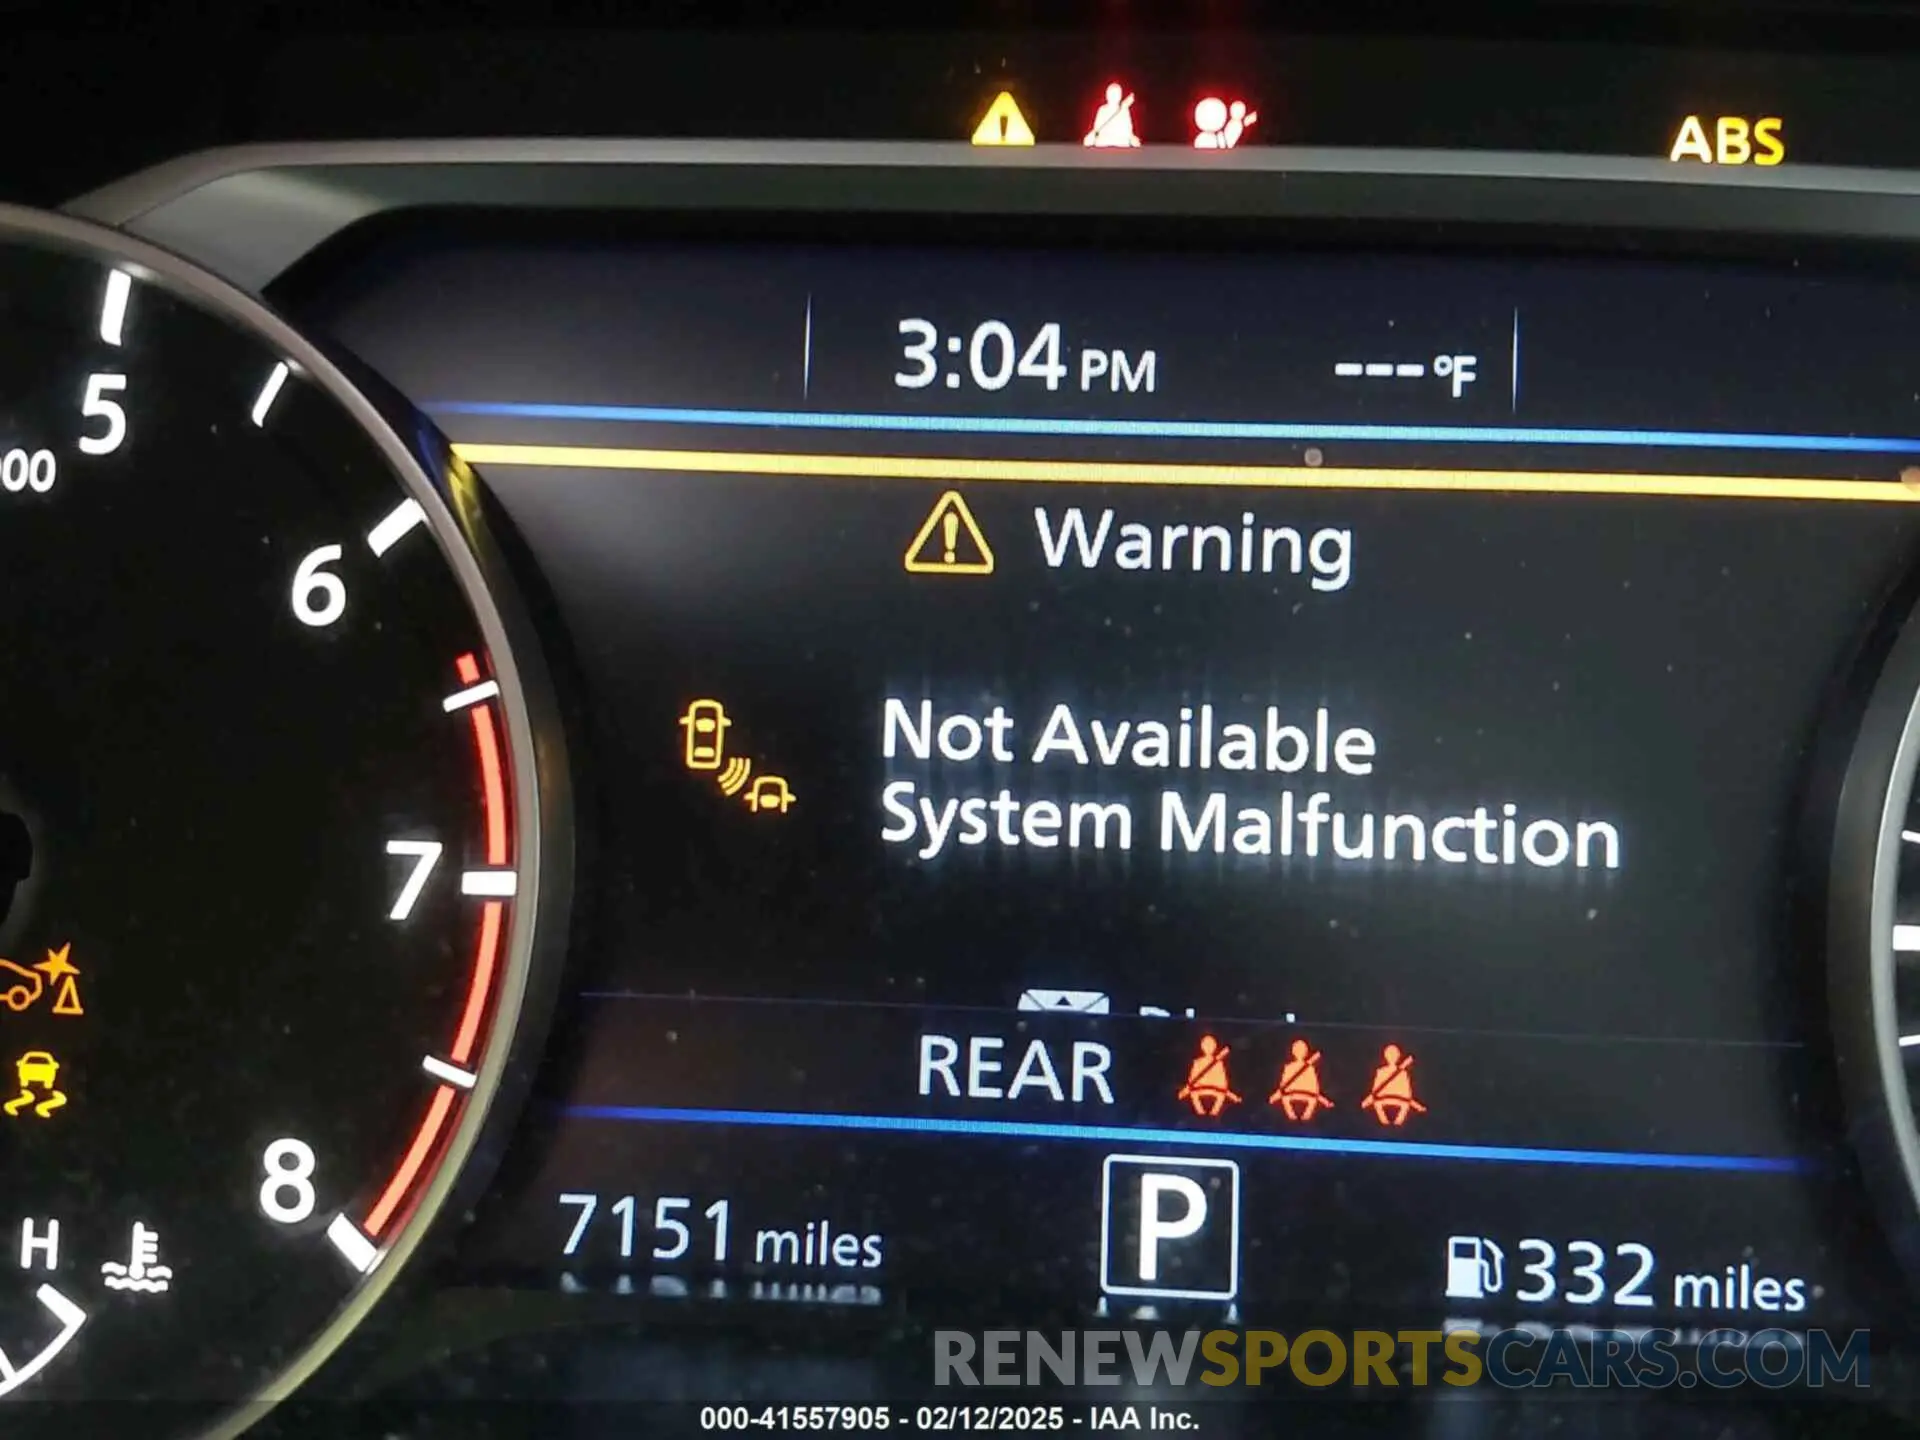 ABS
3:04 PM ---°F
5
00
Warning
6
Not Available
System Malfunction
7
REAR
8
H
7151 miles P 332 miles
RENEWSPORTSCARS.COM
000-41557905 - 02/12/2025 - IAA Inc.